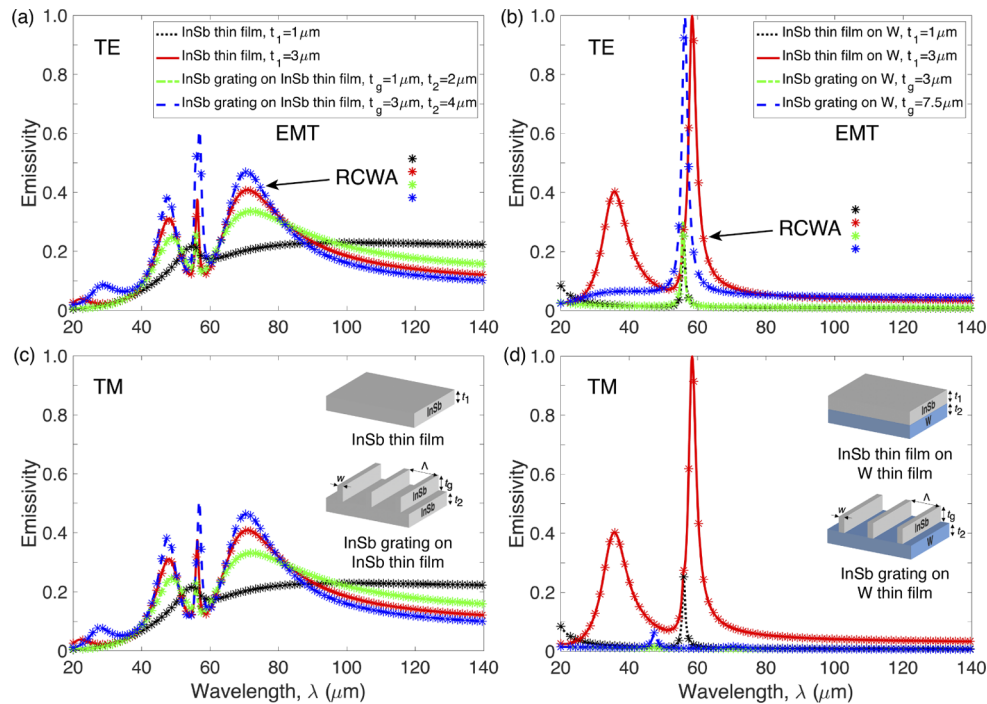 (a)
1.0
TE
InSb thin film, t₁=1μm
InSb thin film, t₁=3μm
InSb grating on InSb thin film, t_g=1μm, t₂=2μm
InSb grating on InSb thin film, t_g=3μm, t₂=4μm
EMT
RCWA
Emissivity
0.8
0.6
0.4
0.2
0
20 40 60 80 100 120 140
(b)
1.0
TE
InSb thin film on W, t₁=1μm
InSb thin film on W, t₁=3μm
InSb grating on W, t_g=3μm
InSb grating on W, t_g=7.5μm
EMT
RCWA
Emissivity
0.8
0.6
0.4
0.2
0
20 40 60 80 100 120 140
(c)
1.0
TM
InSb
t₁
InSb thin film
w
Λ
InSb
t_g
InSb
t₂
InSb grating on
InSb thin film
Emissivity
0.8
0.6
0.4
0.2
0
20 40 60 80 100 120 140
Wavelength, λ (μm)
(d)
1.0
TM
InSb
t₁
W
t₂
InSb thin film on
W thin film
w
Λ
InSb
t_g
W
t₂
InSb grating on
W thin film
Emissivity
0.8
0.6
0.4
0.2
0
20 40 60 80 100 120 140
Wavelength, λ (μm)